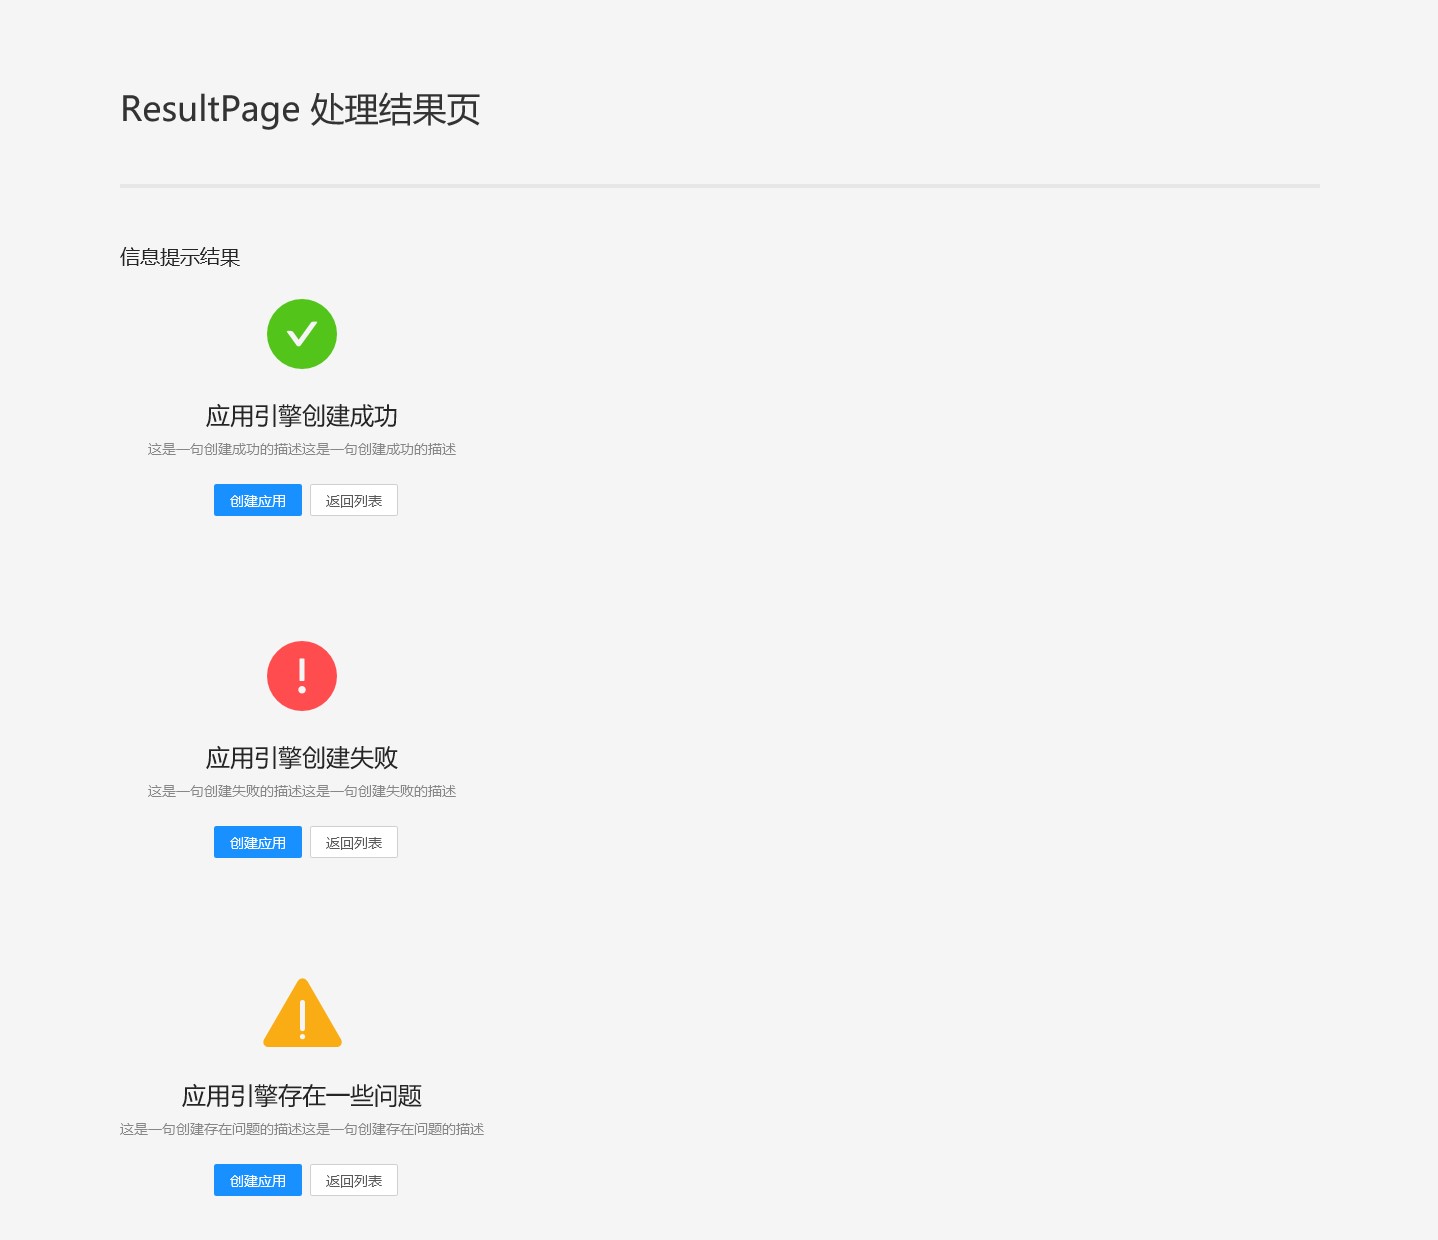 ResultPage 处理结果页
信息提示结果
应用引擎创建成功
这是一句创建成功的描述这是一句创建成功的描述
创建应用 返回列表
应用引擎创建失败
这是一句创建失败的描述这是一句创建失败的描述
创建应用 返回列表
应用引擎存在一些问题
这是一句创建存在问题的描述这是一句创建存在问题的描述
创建应用 返回列表